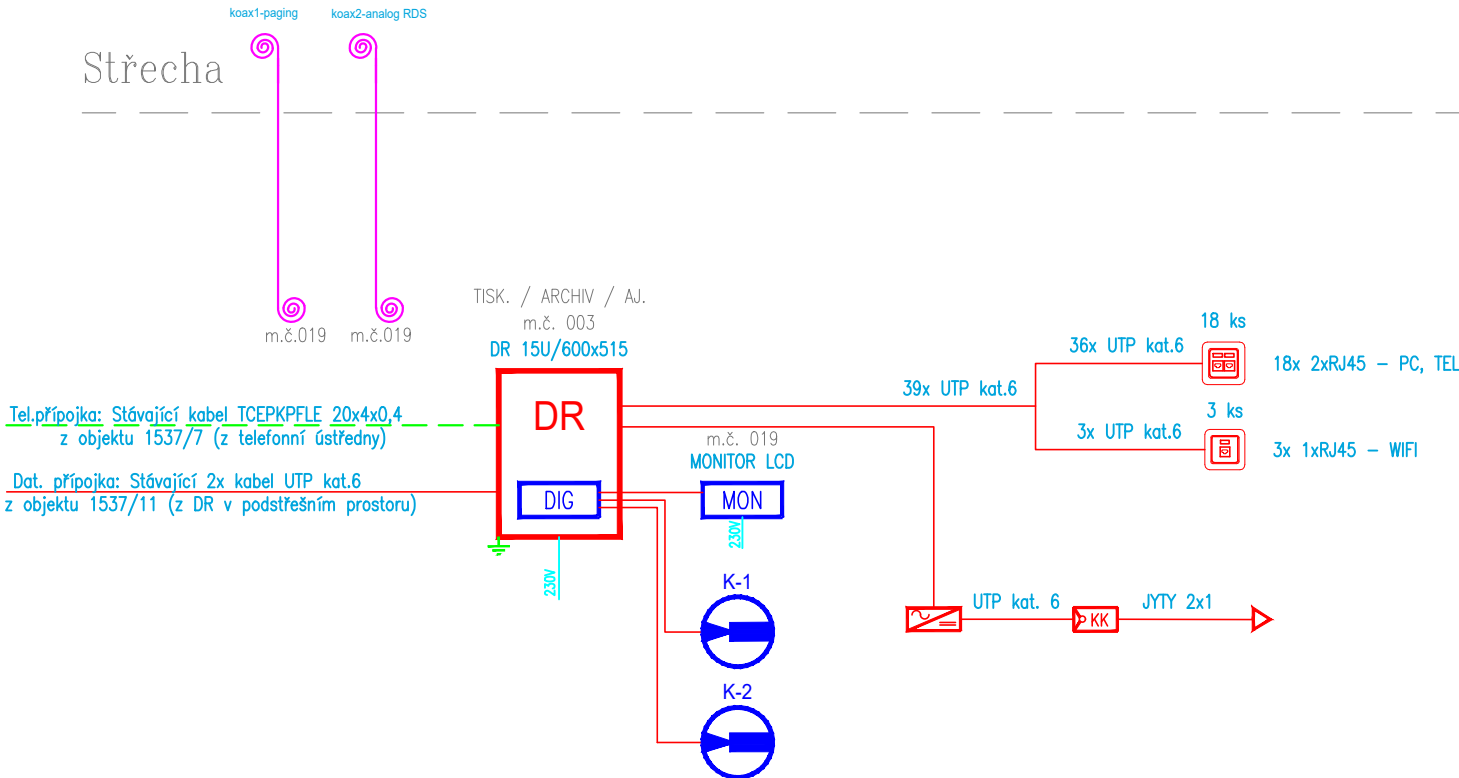 koax1-paging
koax2-analog RDS
Střecha
m.č.019
m.č.019
TISK. / ARCHIV / AJ.
m.č. 003
DR 15U/600x515
DR
DIG
230V
Tel.přípojka: Stávající kabel TCEPKPFLE 20x4x0,4
z objektu 1537/7 (z telefonní ústředny)
Dat. přípojka: Stávající 2x kabel UTP kat.6
z objektu 1537/11 (z DR v podstřešním prostoru)
39x UTP kat.6
36x UTP kat.6
18 ks
18x 2xRJ45 – PC, TEL
3x UTP kat.6
3 ks
3x 1xRJ45 – WIFI
m.č. 019
MONITOR LCD
MON
230V
K-1
K-2
UTP kat. 6
KK
JYTY 2x1